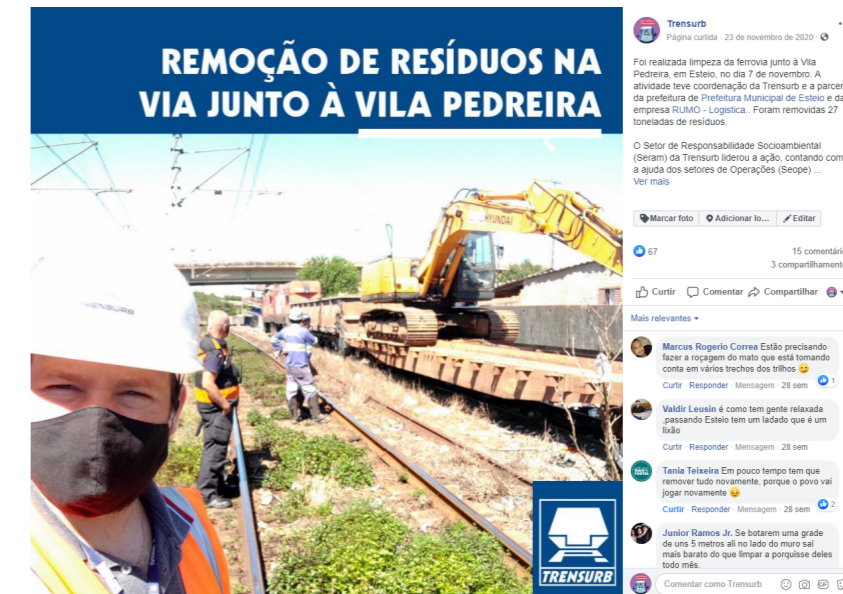 REMOÇÃO DE RESÍDUOS NA
VIA JUNTO À VILA PEDREIRA
HYUNDAI
TRENSURB
TRENSURB
Trensurb
Página curtida · 23 de novembro de 2020 ·
Foi realizada limpeza da ferrovia junto à Vila
Pedreira, em Esteio, no dia 7 de novembro. A
atividade teve coordenação da Trensurb e a parcer
da prefeitura de Prefeitura Municipal de Esteio e da
empresa RUMO - Logistica.. Foram removidas 27
toneladas de resíduos.
O Setor de Responsabilidade Socioambiental
(Seram) da Trensurb liderou a ação, contando com
a ajuda dos setores de Operações (Seope) ...
Ver mais
Marcar foto Adicionar lo... Editar
67 15 comentário
3 compartilhamento
Curtir Comentar Compartilhar
Mais relevantes
Marcus Rogerio Correa Estão precisando
fazer a roçagem do mato que está tomando
conta em vários trechos dos trilhos
1
Curtir · Responder · Mensagem · 28 sem
Valdir Leusin é como tem gente relaxada
,passando Esteio tem um ladado que é um
lixão
Curtir · Responder · Mensagem · 28 sem
Tania Teixeira Em pouco tempo tem que
remover tudo novamente, porque o povo vai
jogar novamente
2
Curtir · Responder · Mensagem · 28 sem
Junior Ramos Jr. Se botarem uma grade
de uns 5 metros ali no lado do muro sai
mais barato do que limpar a porquisse deles
todo mês.
Comentar como Trensurb GIF